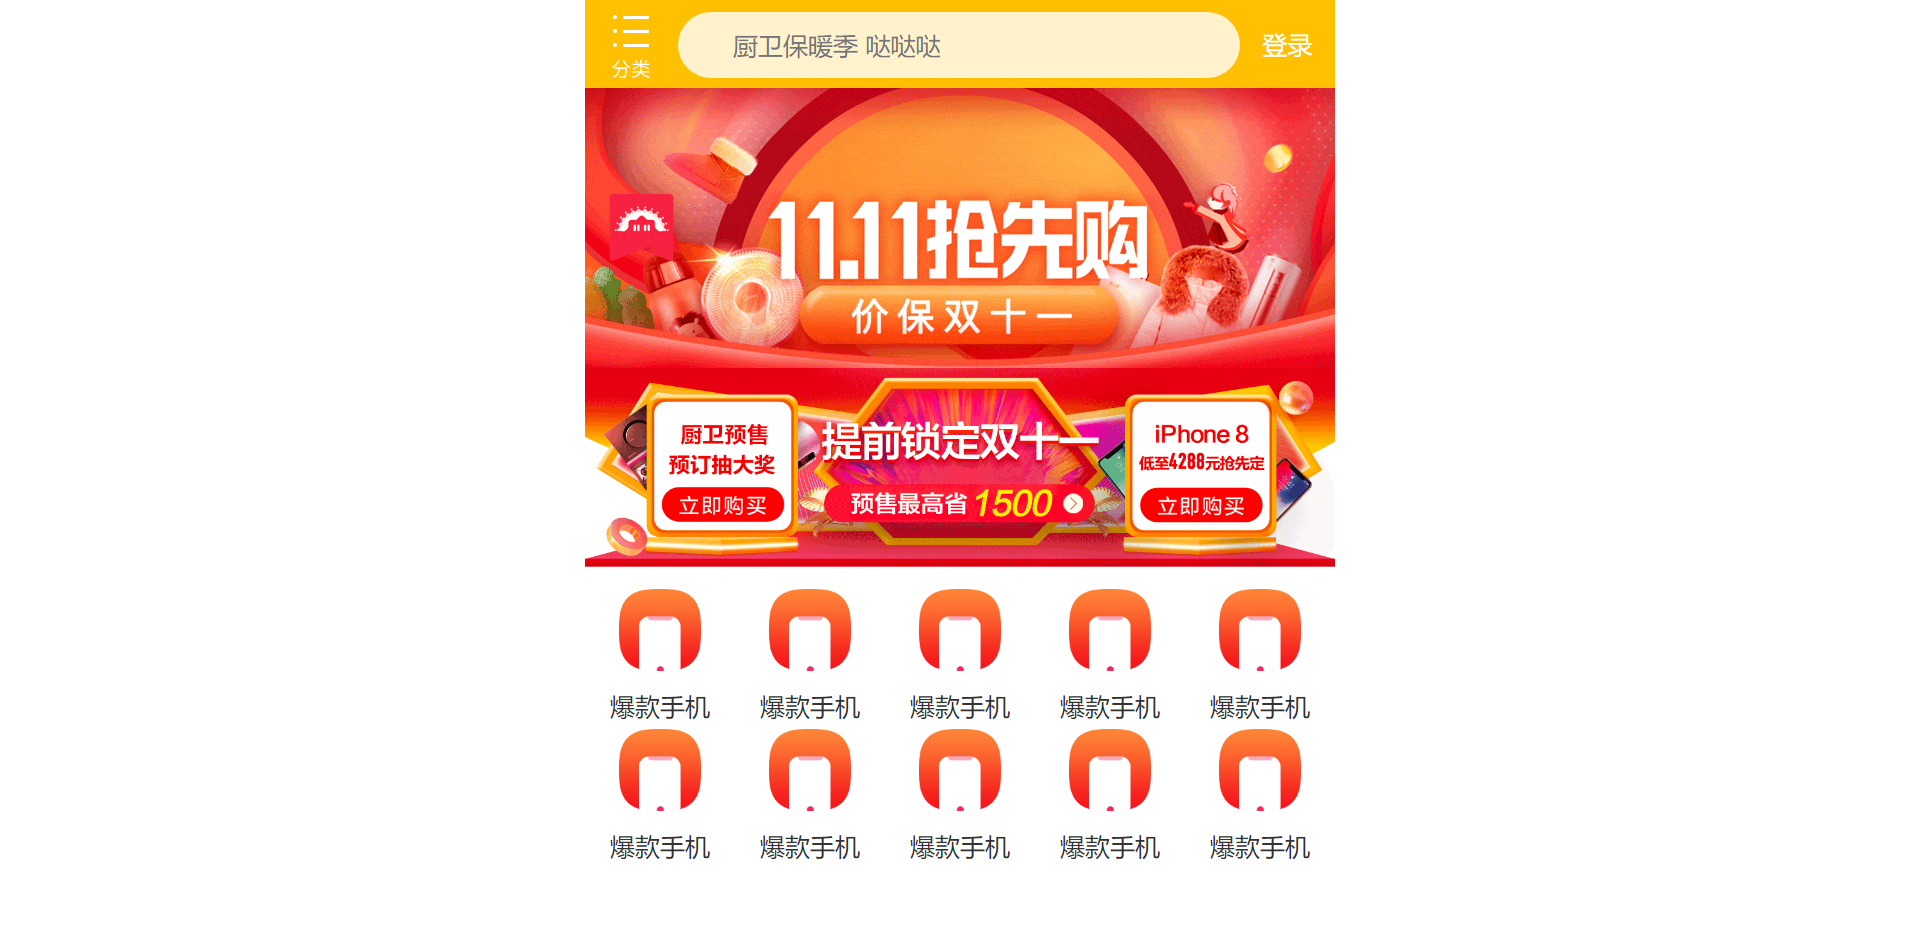 分类
厨卫保暖季 哒哒哒
登录
11.11抢先购
价保双十一
厨卫预售
预订抽大奖
立即购买
提前锁定双十一
预售最高省 1500
iPhone 8
低至4288元抢先定
立即购买
爆款手机 爆款手机 爆款手机 爆款手机 爆款手机
爆款手机 爆款手机 爆款手机 爆款手机 爆款手机